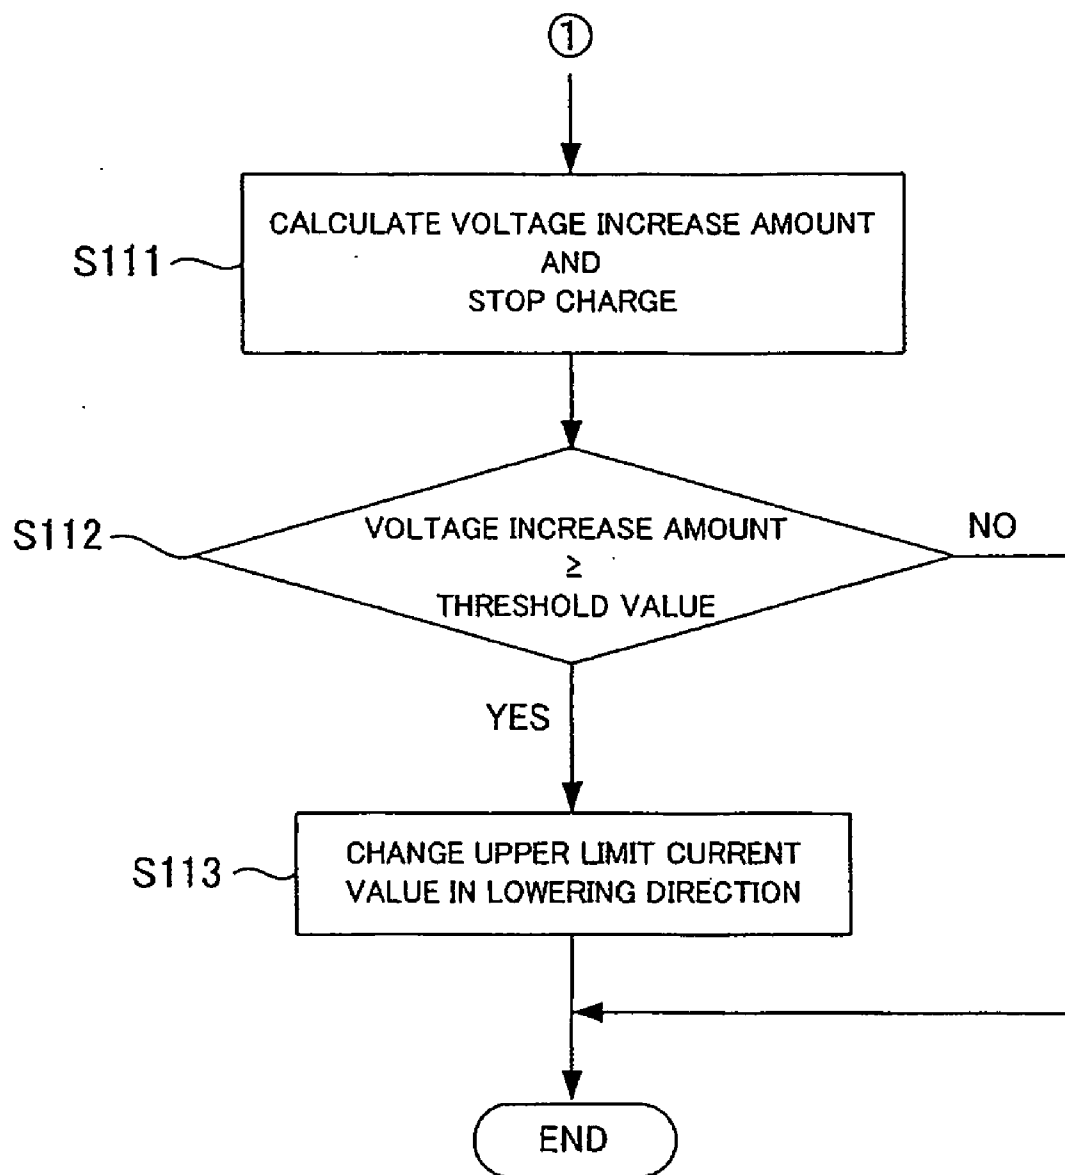 ①
CALCULATE VOLTAGE INCREASE AMOUNT
AND
STOP CHARGE
S111
VOLTAGE INCREASE AMOUNT
≥
THRESHOLD VALUE
S112
NO
YES
CHANGE UPPER LIMIT CURRENT
VALUE IN LOWERING DIRECTION
S113
END